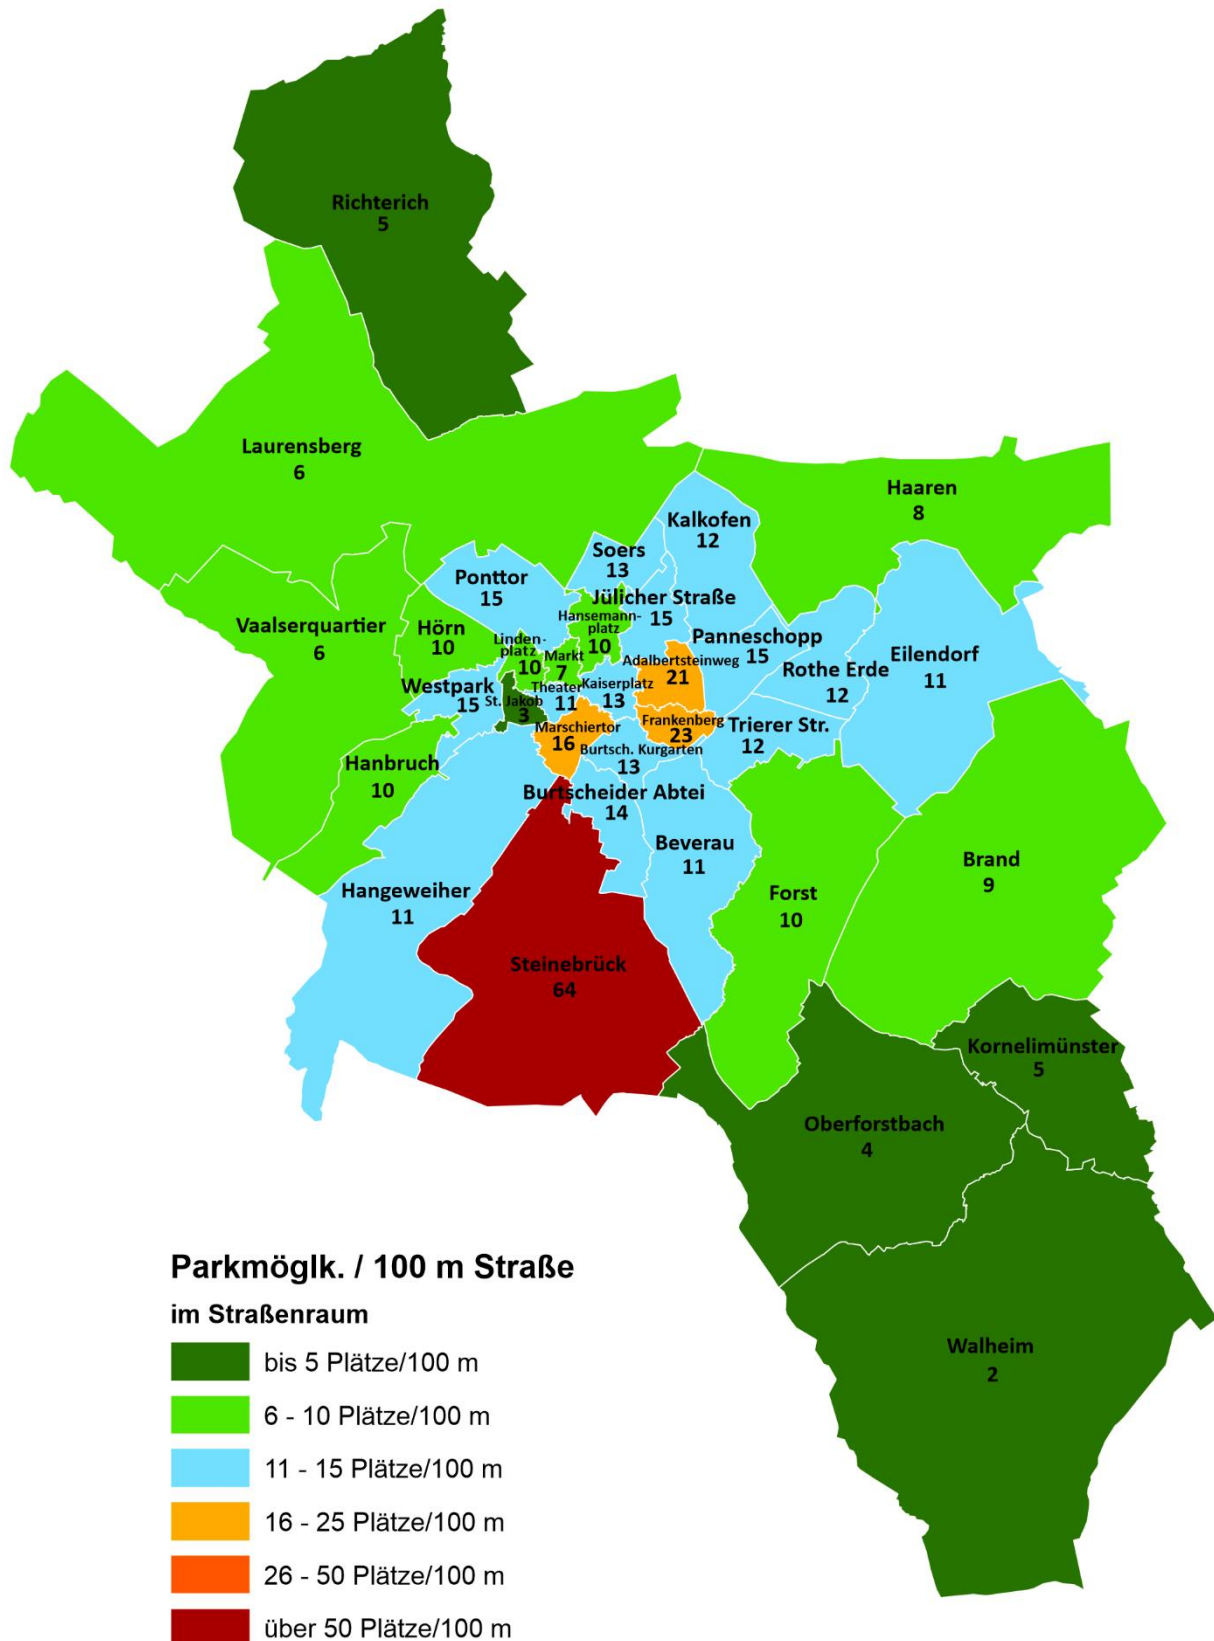 Richterich
5
Laurensberg
6
Haaren
8
Kalkofen
12
Soers
13
Ponttor
15
Jülicher Straße
15
Hansemann-
platz
10
Vaalserquartier
6
Hörn
10
Linden-
platz
10
Markt
7
Panneschopp
15
Adalbertsteinweg
21
Rothe Erde
12
Eilendorf
11
Westpark
15
St. Jakob
3
Theater
11
Kaiserplatz
13
Marschiertor
16
Frankenberg
23
Trierer Str.
12
Burtsch. Kurgarten
13
Hanbruch
10
Burtscheider Abtei
14
Beverau
11
Brand
9
Hangeweiher
11
Forst
10
Steinebrück
64
Kornelimünster
5
Oberforstbach
4
Walheim
2
Parkmöglk. / 100 m Straße
im Straßenraum
bis 5 Plätze/100 m
6 - 10 Plätze/100 m
11 - 15 Plätze/100 m
16 - 25 Plätze/100 m
26 - 50 Plätze/100 m
über 50 Plätze/100 m